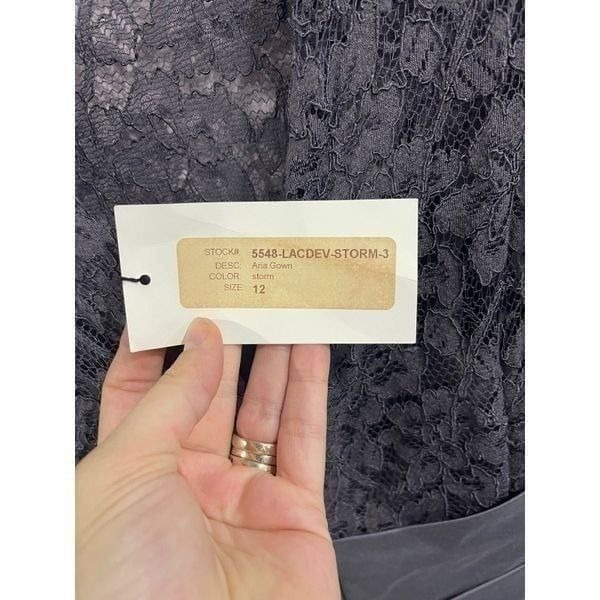 STOCK# 5548-LACDEV-STORM-3
DESC: Aria Gown
COLOR: storm
SIZE: 12